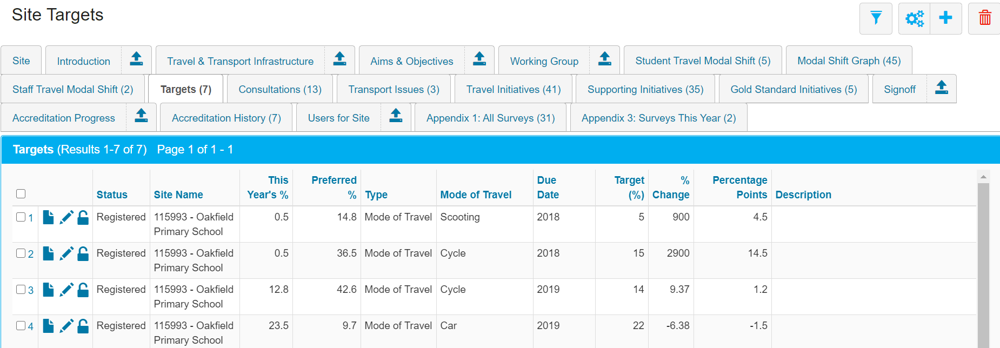 Site Targets
Site Introduction Travel & Transport Infrastructure Aims & Objectives Working Group Student Travel Modal Shift (5) Modal Shift Graph (45)
Staff Travel Modal Shift (2) Targets (7) Consultations (13) Transport Issues (3) Travel Initiatives (41) Supporting Initiatives (35) Gold Standard Initiatives (5) Signoff
Accreditation Progress Accreditation History (7) Users for Site Appendix 1: All Surveys (31) Appendix 3: Surveys This Year (2)
Targets (Results 1-7 of 7) Page 1 of 1 - 1
This Preferred Due Target % Percentage
Status Site Name Year's % % Type Mode of Travel Date (%) Change Points Description
1 Registered 115993 - Oakfield 0.5 14.8 Mode of Travel Scooting 2018 5 900 4.5
Primary School
2 Registered 115993 - Oakfield 0.5 36.5 Mode of Travel Cycle 2018 15 2900 14.5
Primary School
3 Registered 115993 - Oakfield 12.8 42.6 Mode of Travel Cycle 2019 14 9.37 1.2
Primary School
4 Registered 115993 - Oakfield 23.5 9.7 Mode of Travel Car 2019 22 -6.38 -1.5
Primary School